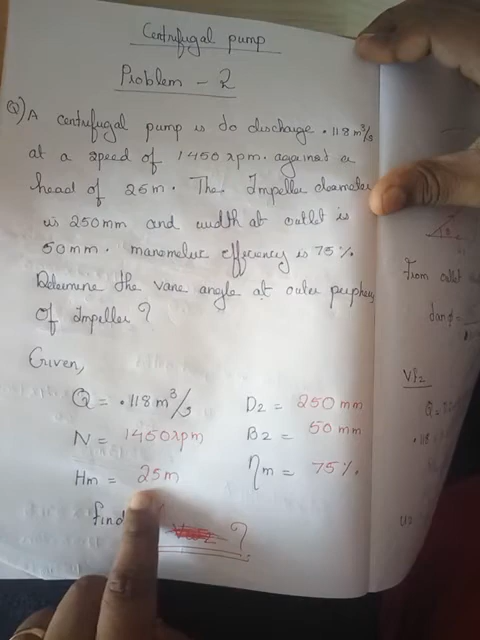 Centrifugal pump
Problem - 2
Q) A centrifugal pump is to discharge .118 m³/s
at a speed of 1450 rpm. against a
head of 25m. The Impeller diameter
is 250mm and width at outlet is
50mm. manometric efficiency is 75%.
Determine the vane angle at outer periphery
Of Impeller?
Given,
Q = .118 m³/s
D2 = 250 mm
N = 1450 rpm
B2 = 50 mm
Hm = 25m
ηm = 75%.
find
?
From outlet
tanϕ =
Vf2
Q =
.118